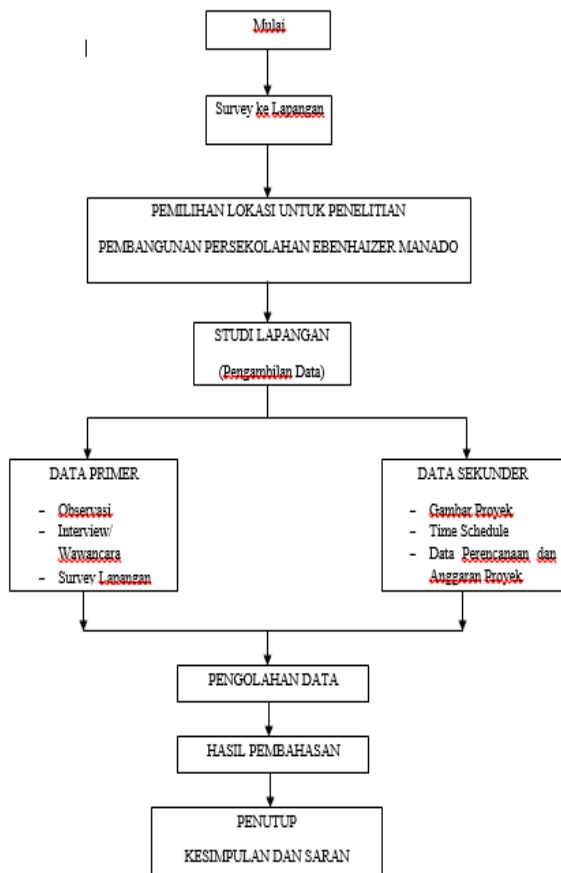 Mulai
Survey ke Lapangan
PEMILIHAN LOKASI UNTUK PENELITIAN
PEMBANGUNAN PERSEKOLAHAN EBENHAIZER MANADO
STUDI LAPANGAN
(Pengambilan Data)
DATA PRIMER
- Observasi
- Interview/
Wawancara
- Survey Lapangan
DATA SEKUNDER
- Gambar Proyek
- Time Schedule
- Data Perencanaan dan
Anggaran Proyek
PENGOLAHAN DATA
HASIL PEMBAHASAN
PENUTUP
KESIMPULAN DAN SARAN